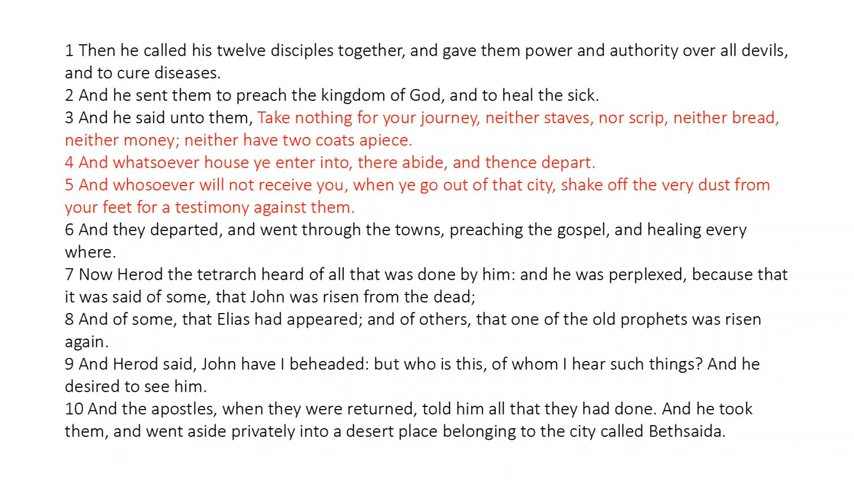 1 Then he called his twelve disciples together, and gave them power and authority over all devils,
and to cure diseases.
2 And he sent them to preach the kingdom of God, and to heal the sick.
3 And he said unto them, Take nothing for your journey, neither staves, nor scrip, neither bread,
neither money; neither have two coats apiece.
4 And whatsoever house ye enter into, there abide, and thence depart.
5 And whosoever will not receive you, when ye go out of that city, shake off the very dust from
your feet for a testimony against them.
6 And they departed, and went through the towns, preaching the gospel, and healing every
where.
7 Now Herod the tetrarch heard of all that was done by him: and he was perplexed, because that
it was said of some, that John was risen from the dead;
8 And of some, that Elias had appeared; and of others, that one of the old prophets was risen
again.
9 And Herod said, John have I beheaded: but who is this, of whom I hear such things? And he
desired to see him.
10 And the apostles, when they were returned, told him all that they had done. And he took
them, and went aside privately into a desert place belonging to the city called Bethsaida.